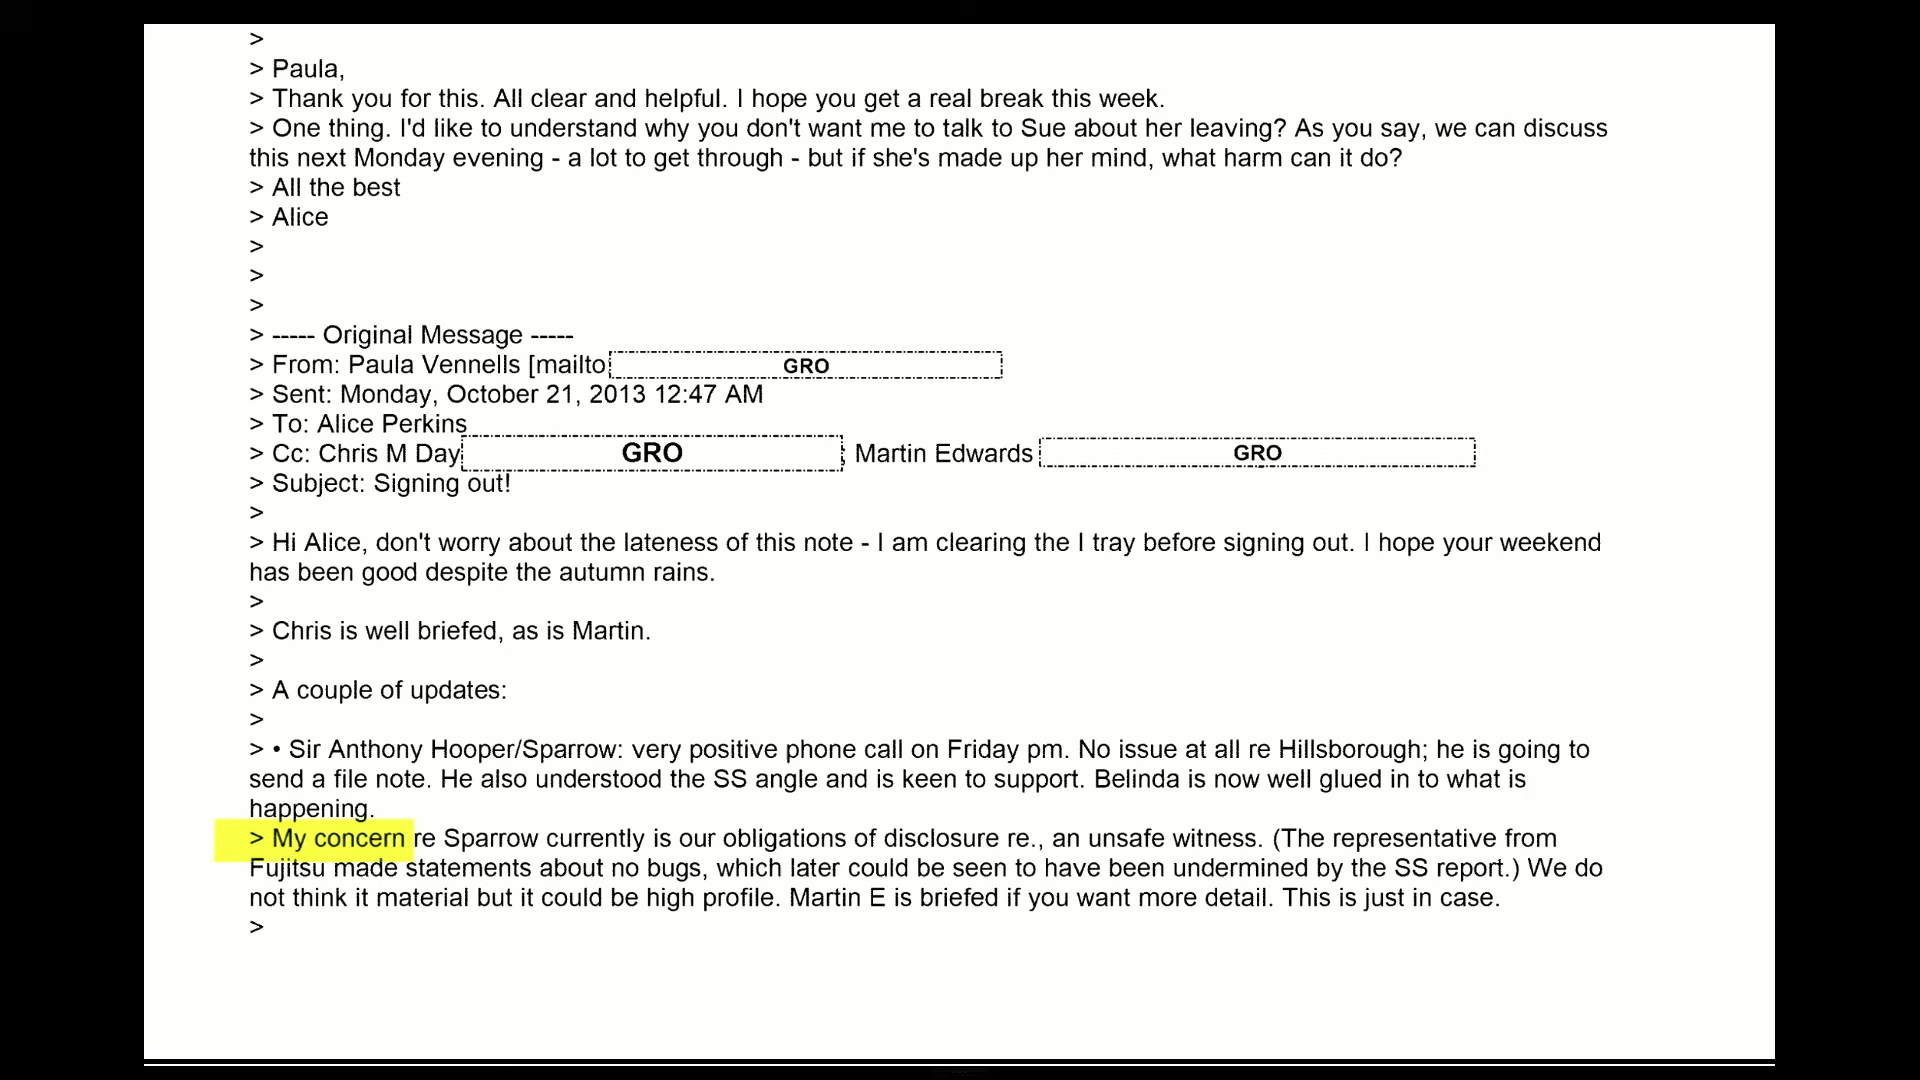 >
> Paula,
> Thank you for this. All clear and helpful. I hope you get a real break this week.
> One thing. I'd like to understand why you don't want me to talk to Sue about her leaving? As you say, we can discuss
this next Monday evening - a lot to get through - but if she's made up her mind, what harm can it do?
> All the best
> Alice
>
>
>
> ----- Original Message -----
> From: Paula Vennells [mailto GRO
> Sent: Monday, October 21, 2013 12:47 AM
> To: Alice Perkins
> Cc: Chris M Day GRO ; Martin Edwards GRO
> Subject: Signing out!
>
> Hi Alice, don't worry about the lateness of this note - I am clearing the I tray before signing out. I hope your weekend
has been good despite the autumn rains.
>
> Chris is well briefed, as is Martin.
>
> A couple of updates:
>
> • Sir Anthony Hooper/Sparrow: very positive phone call on Friday pm. No issue at all re Hillsborough; he is going to
send a file note. He also understood the SS angle and is keen to support. Belinda is now well glued in to what is
happening.
> My concern re Sparrow currently is our obligations of disclosure re., an unsafe witness. (The representative from
Fujitsu made statements about no bugs, which later could be seen to have been undermined by the SS report.) We do
not think it material but it could be high profile. Martin E is briefed if you want more detail. This is just in case.
>